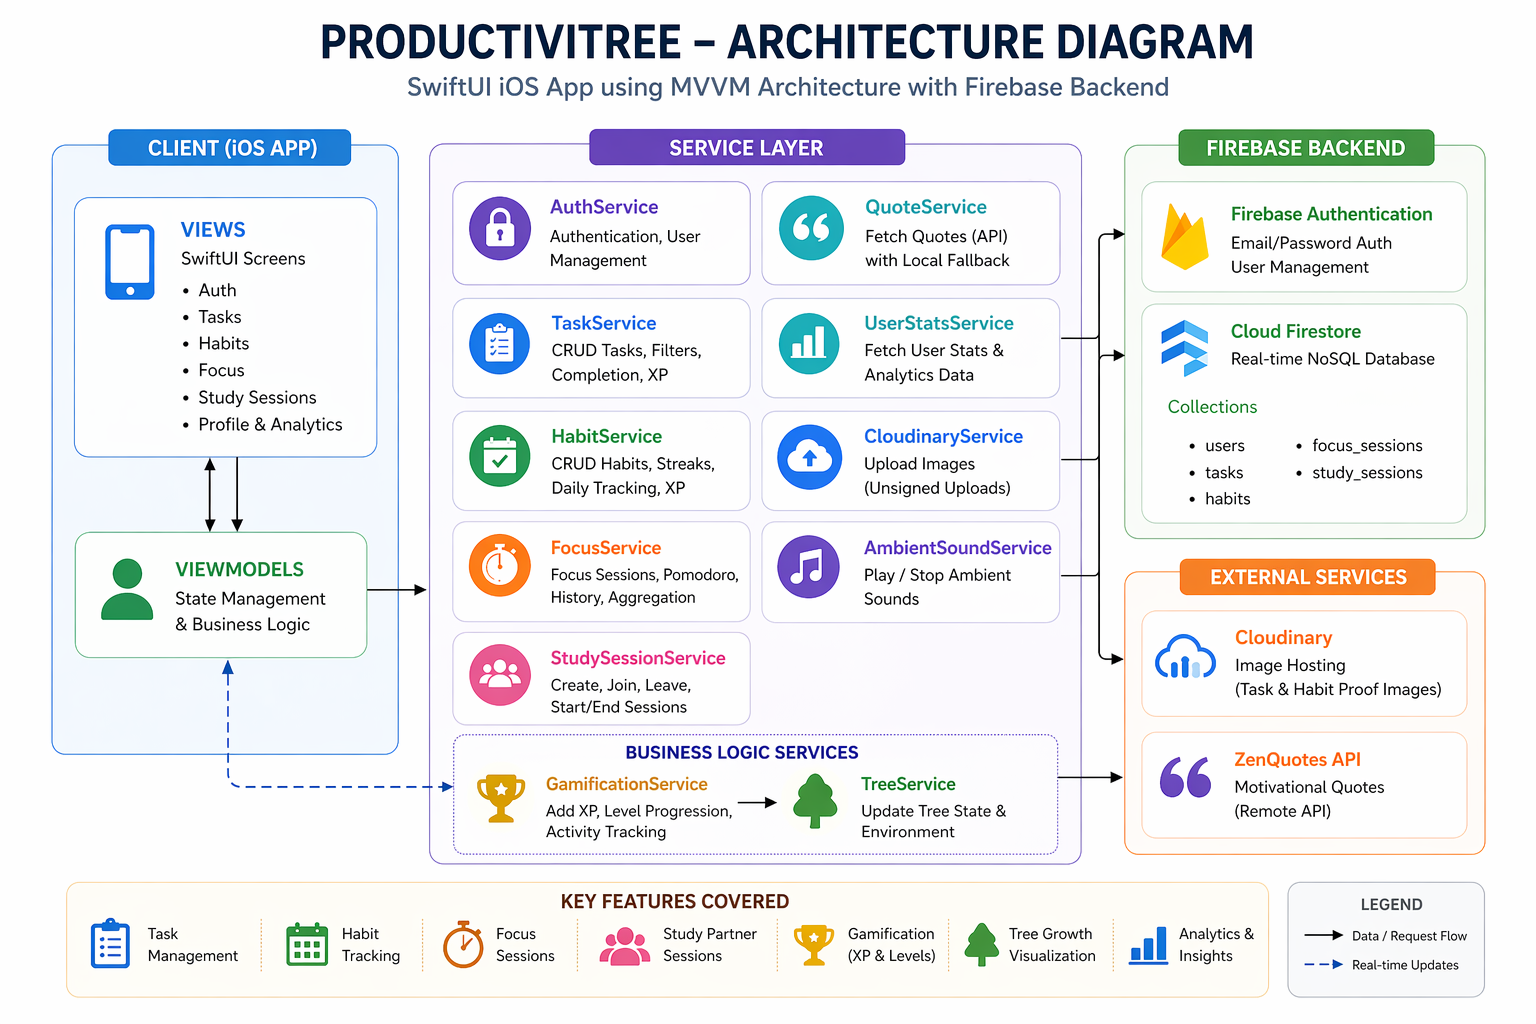 PRODUCTIVITREE – ARCHITECTURE DIAGRAM
SwiftUI iOS App using MVVM Architecture with Firebase Backend
CLIENT (iOS APP)
VIEWS
SwiftUI Screens
• Auth
• Tasks
• Habits
• Focus
• Study Sessions
• Profile & Analytics
VIEWMODELS
State Management
& Business Logic
SERVICE LAYER
AuthService
Authentication, User
Management
QuoteService
Fetch Quotes (API)
with Local Fallback
TaskService
CRUD Tasks, Filters,
Completion, XP
UserStatsService
Fetch User Stats &
Analytics Data
HabitService
CRUD Habits, Streaks,
Daily Tracking, XP
CloudinaryService
Upload Images
(Unsigned Uploads)
FocusService
Focus Sessions, Pomodoro,
History, Aggregation
AmbientSoundService
Play / Stop Ambient
Sounds
StudySessionService
Create, Join, Leave,
Start/End Sessions
BUSINESS LOGIC SERVICES
GamificationService
Add XP, Level Progression,
Activity Tracking
TreeService
Update Tree State &
Environment
FIREBASE BACKEND
Firebase Authentication
Email/Password Auth
User Management
Cloud Firestore
Real-time NoSQL Database
Collections
• users
• tasks
• habits
• focus_sessions
• study_sessions
EXTERNAL SERVICES
Cloudinary
Image Hosting
(Task & Habit Proof Images)
ZenQuotes API
Motivational Quotes
(Remote API)
KEY FEATURES COVERED
Task
Management
Habit
Tracking
Focus
Sessions
Study Partner
Sessions
Gamification
(XP & Levels)
Tree Growth
Visualization
Analytics &
Insights
LEGEND
Data / Request Flow
Real-time Updates